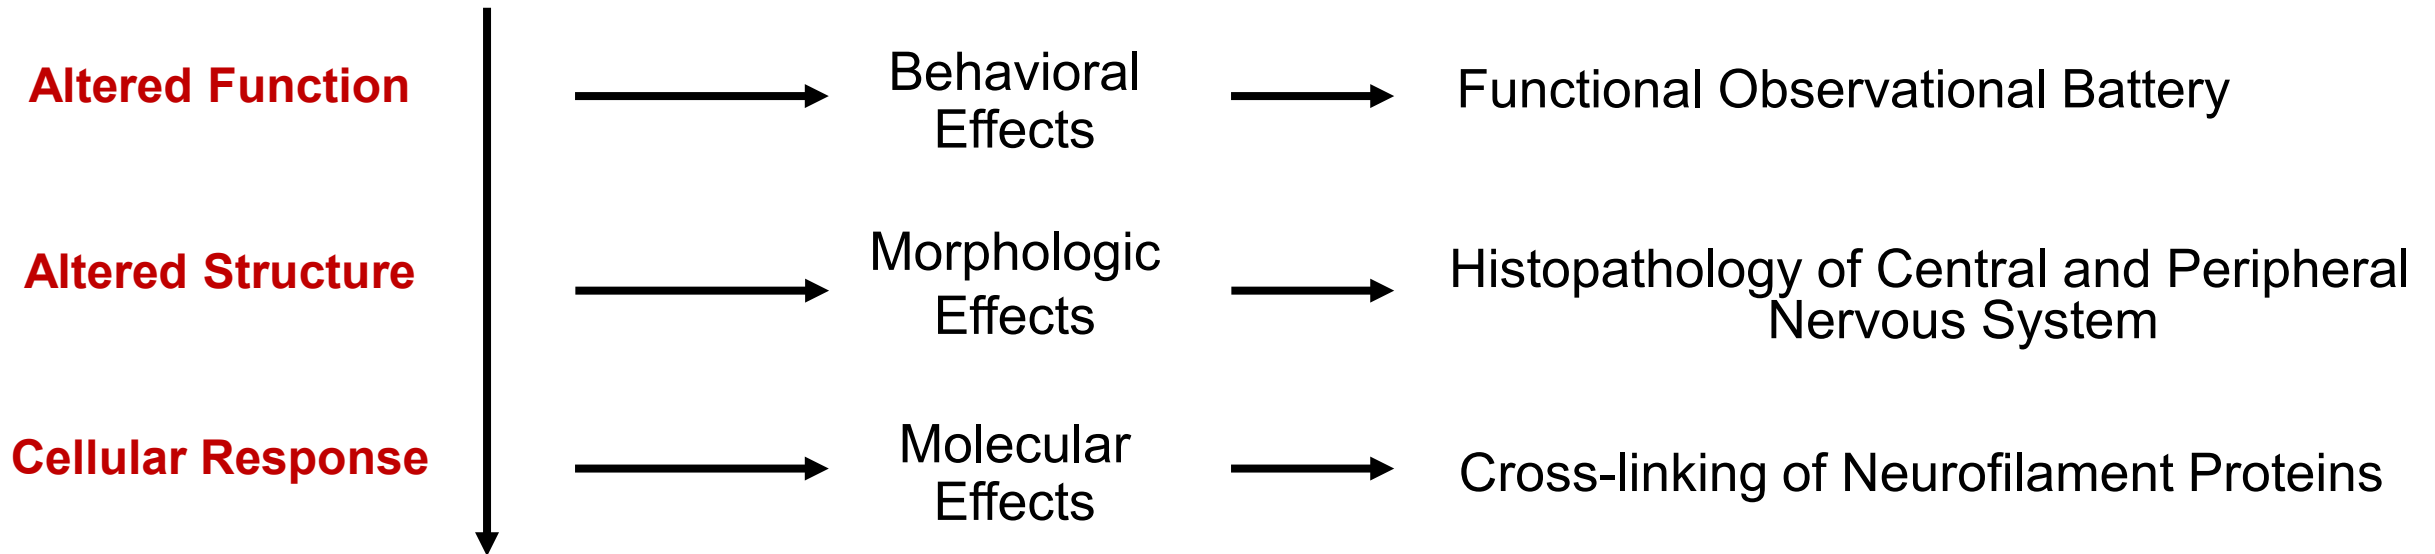 Altered Function
Behavioral
Effects
Functional Observational Battery
Altered Structure
Morphologic
Effects
Histopathology of Central and Peripheral
Nervous System
Cellular Response
Molecular
Effects
Cross-linking of Neurofilament Proteins